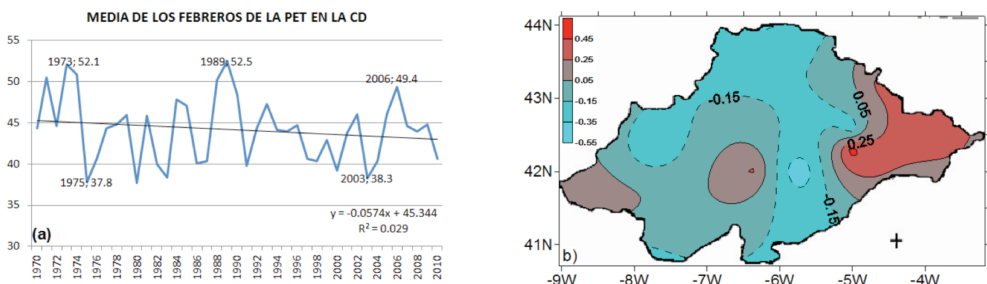 MEDIA DE LOS FEBREROS DE LA PET EN LA CD
55
50
45
40
35
30
1973; 52.1
1989; 52.5
2006; 49.4
1975; 37.8
2003; 38.3
y = -0.0574x + 45.344
R² = 0.029
(a)
1970
1972
1974
1976
1978
1980
1982
1984
1986
1988
1990
1992
1994
1996
1998
2000
2002
2004
2006
2008
2010
44N
43N
42N
41N
0.45
0.25
0.05
-0.15
-0.35
-0.55
-0.15
0.05
0.25
-0.15
b)
-9W
-8W
-7W
-6W
-5W
-4W